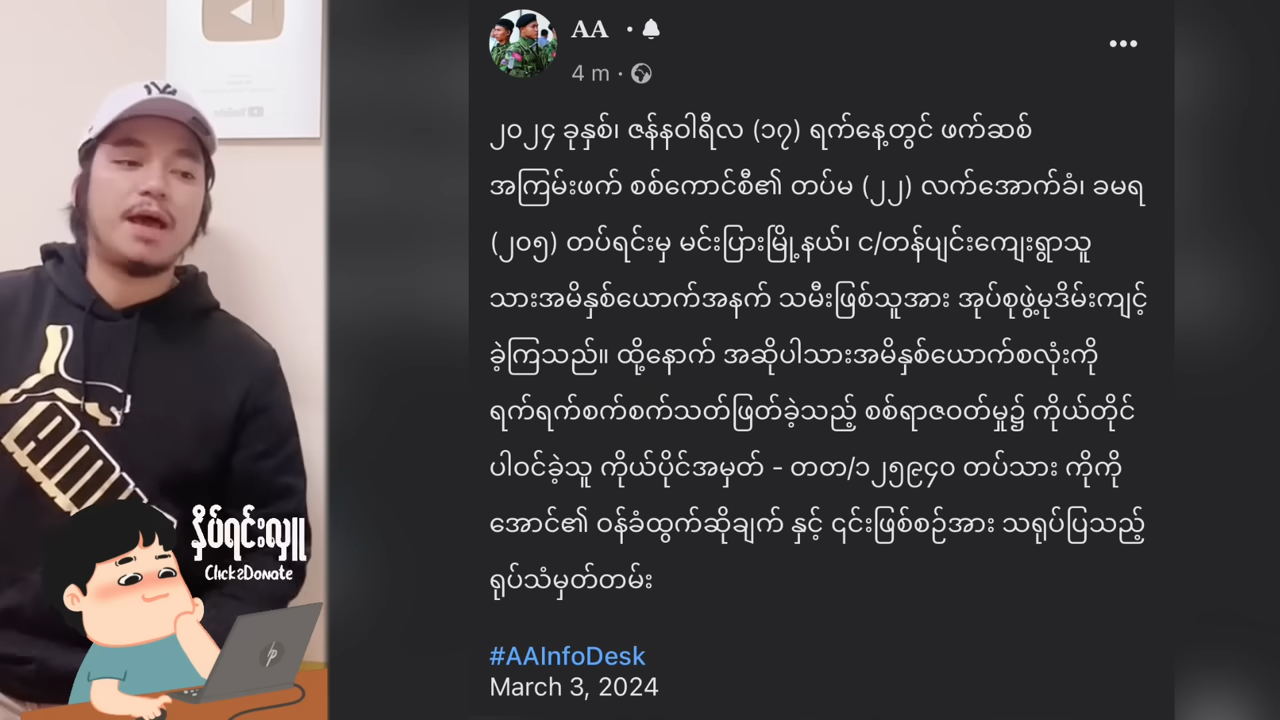 AA
4 m ·
၂၀၂၄ ခုနှစ်၊ ဇန်နဝါရီလ (၁၇) ရက်နေ့တွင် ဖက်ဆစ်
အကြမ်းဖက် စစ်ကောင်စီ၏ တပ်မ (၂၂) လက်အောက်ခံ၊ ခမရ
(၂၀၅) တပ်ရင်းမှ မင်းပြားမြို့နယ်၊ င/တန်ပျင်းကျေးရွာသူ
သားအမိနှစ်ယောက်အနက် သမီးဖြစ်သူအား အုပ်စုဖွဲ့မုဒိမ်းကျင့်
ခဲ့ကြသည်။ ထို့နောက် အဆိုပါသားအမိနှစ်ယောက်စလုံးကို
ရက်ရက်စက်စက်သတ်ဖြတ်ခဲ့သည့် စစ်ရာဇဝတ်မှု၌ ကိုယ်တိုင်
ပါဝင်ခဲ့သူ ကိုယ်ပိုင်အမှတ် - တတ/၁၂၅၉၄၀ တပ်သား ကိုကို
အောင်၏ ဝန်ခံထွက်ဆိုချက် နှင့် ၎င်းဖြစ်စဉ်အား သရုပ်ပြသည့်
ရုပ်သံမှတ်တမ်း
#AAInfoDesk
March 3, 2024
နှိပ်ရင်းလှူ
Click2Donate
hp